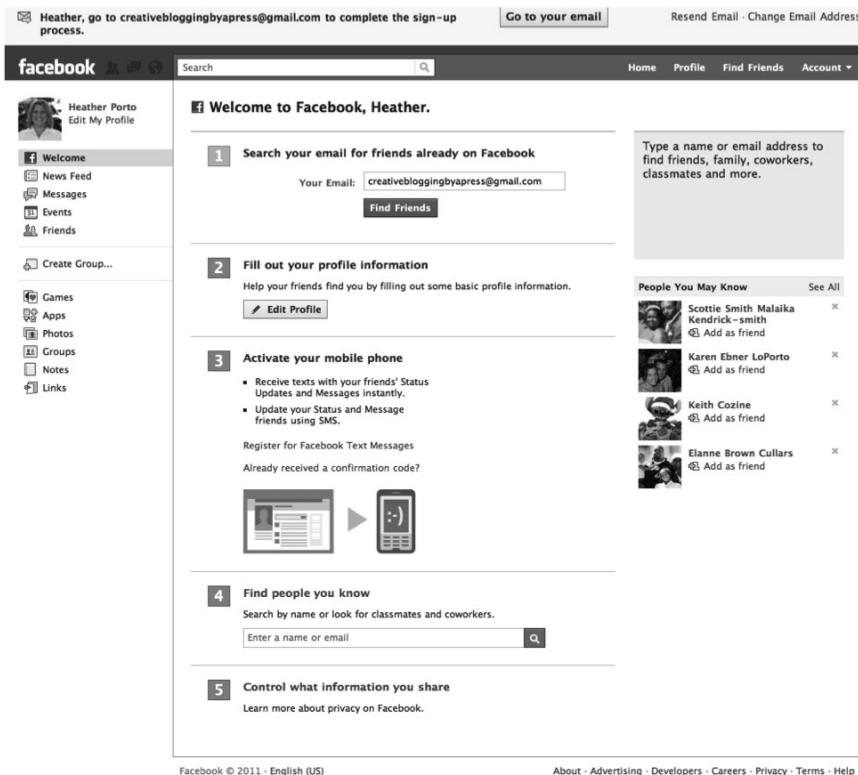 Heather, go to creativebloggingbyapress@gmail.com to complete the sign-up
process.
Go to your email
Resend Email · Change Email Address
facebook
Search
Home Profile Find Friends Account
Heather Porto
Edit My Profile
Welcome
News Feed
Messages
31 Events
Friends
Create Group...
Games
Apps
Photos
Groups
Notes
Links
f Welcome to Facebook, Heather.
1 Search your email for friends already on Facebook
Your Email: creativebloggingbyapress@gmail.com
Find Friends
2 Fill out your profile information
Help your friends find you by filling out some basic profile information.
Edit Profile
3 Activate your mobile phone
▪ Receive texts with your friends' Status
Updates and Messages instantly.
▪ Update your Status and Message
friends using SMS.
Register for Facebook Text Messages
Already received a confirmation code?
:-)
4 Find people you know
Search by name or look for classmates and coworkers.
Enter a name or email
5 Control what information you share
Learn more about privacy on Facebook.
Type a name or email address to
find friends, family, coworkers,
classmates and more.
People You May Know See All
Scottie Smith Malaika
Kendrick-smith
Add as friend
Karen Ebner LoPorto
Add as friend
Keith Cozine
Add as friend
Elanne Brown Cullars
Add as friend
Facebook © 2011 · English (US)
About · Advertising · Developers · Careers · Privacy · Terms · Help